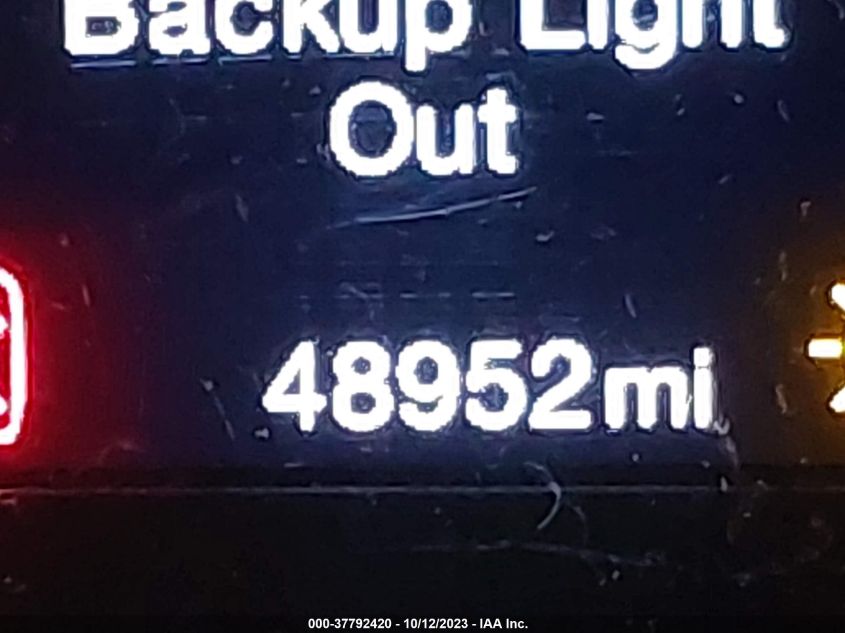 Backup Light
Out
48952mi
000-37792420 - 10/12/2023 - IAA Inc.